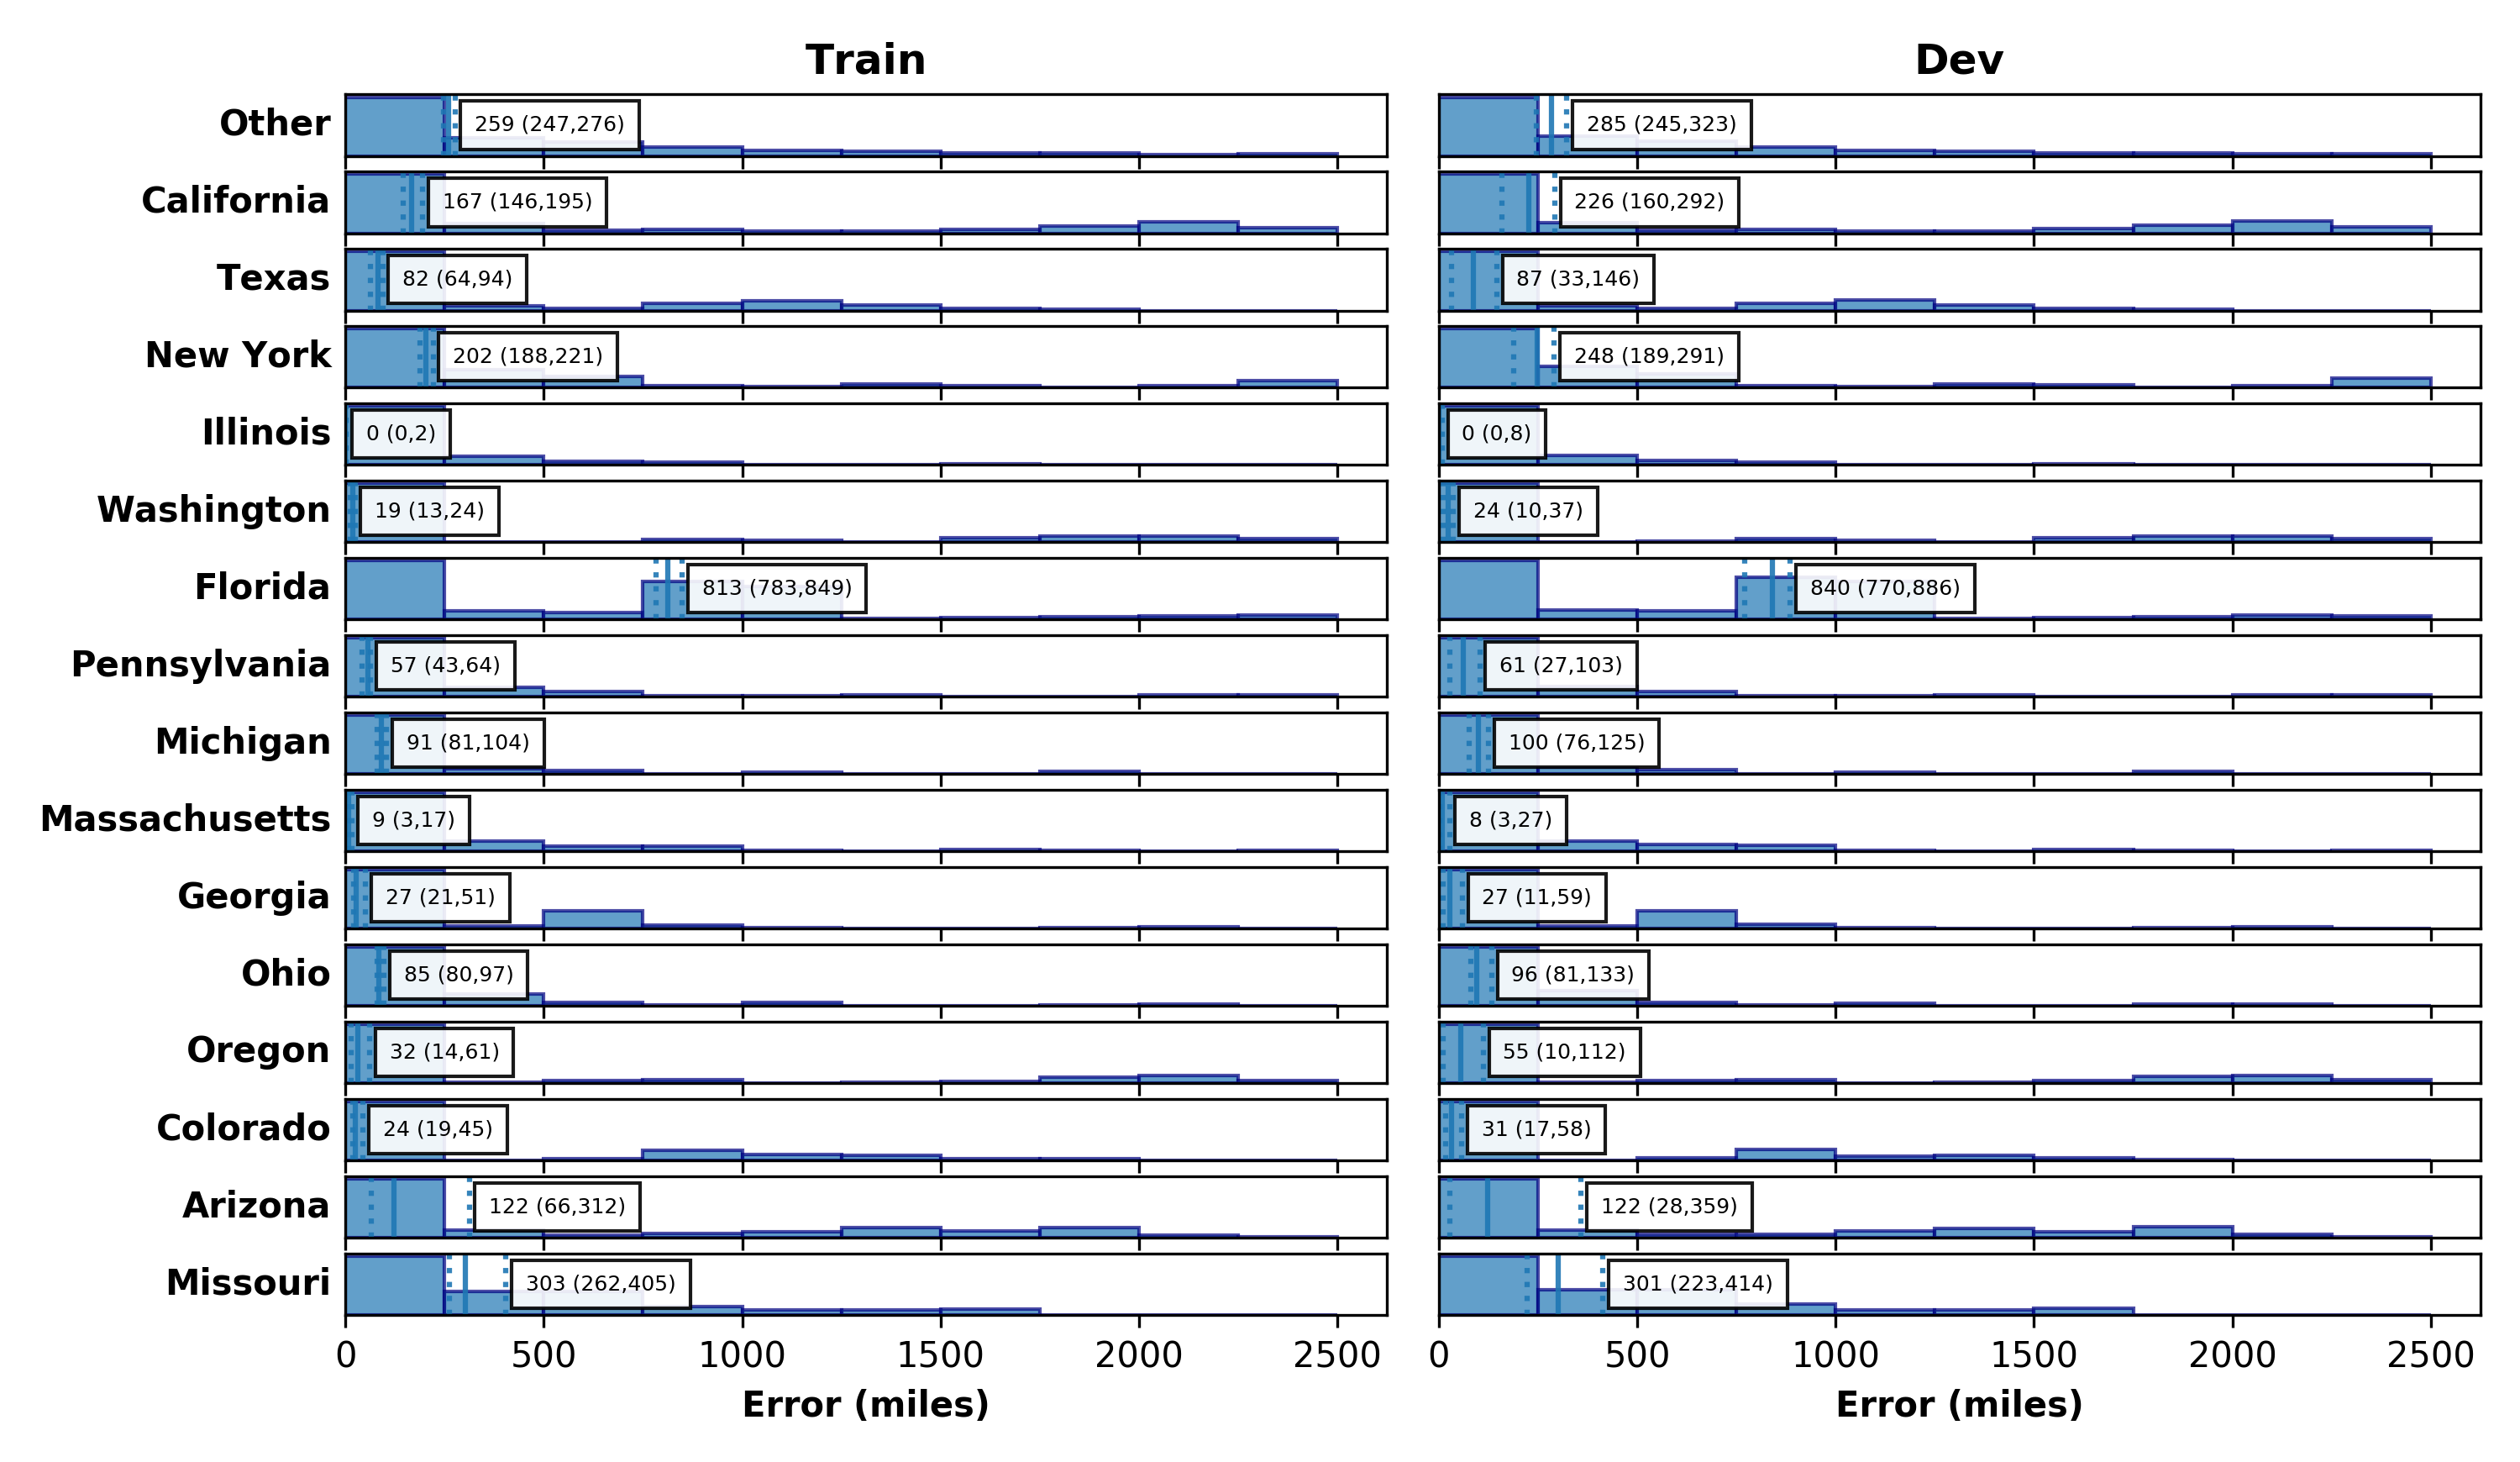 Train Dev
Other 259 (247,276) 285 (245,323)
California 167 (146,195) 226 (160,292)
Texas 82 (64,94) 87 (33,146)
New York 202 (188,221) 248 (189,291)
Illinois 0 (0,2) 0 (0,8)
Washington 19 (13,24) 24 (10,37)
Florida 813 (783,849) 840 (770,886)
Pennsylvania 57 (43,64) 61 (27,103)
Michigan 91 (81,104) 100 (76,125)
Massachusetts 9 (3,17) 8 (3,27)
Georgia 27 (21,51) 27 (11,59)
Ohio 85 (80,97) 96 (81,133)
Oregon 32 (14,61) 55 (10,112)
Colorado 24 (19,45) 31 (17,58)
Arizona 122 (66,312) 122 (28,359)
Missouri 303 (262,405) 301 (223,414)
0 500 1000 1500 2000 2500 0 500 1000 1500 2000 2500
Error (miles) Error (miles)